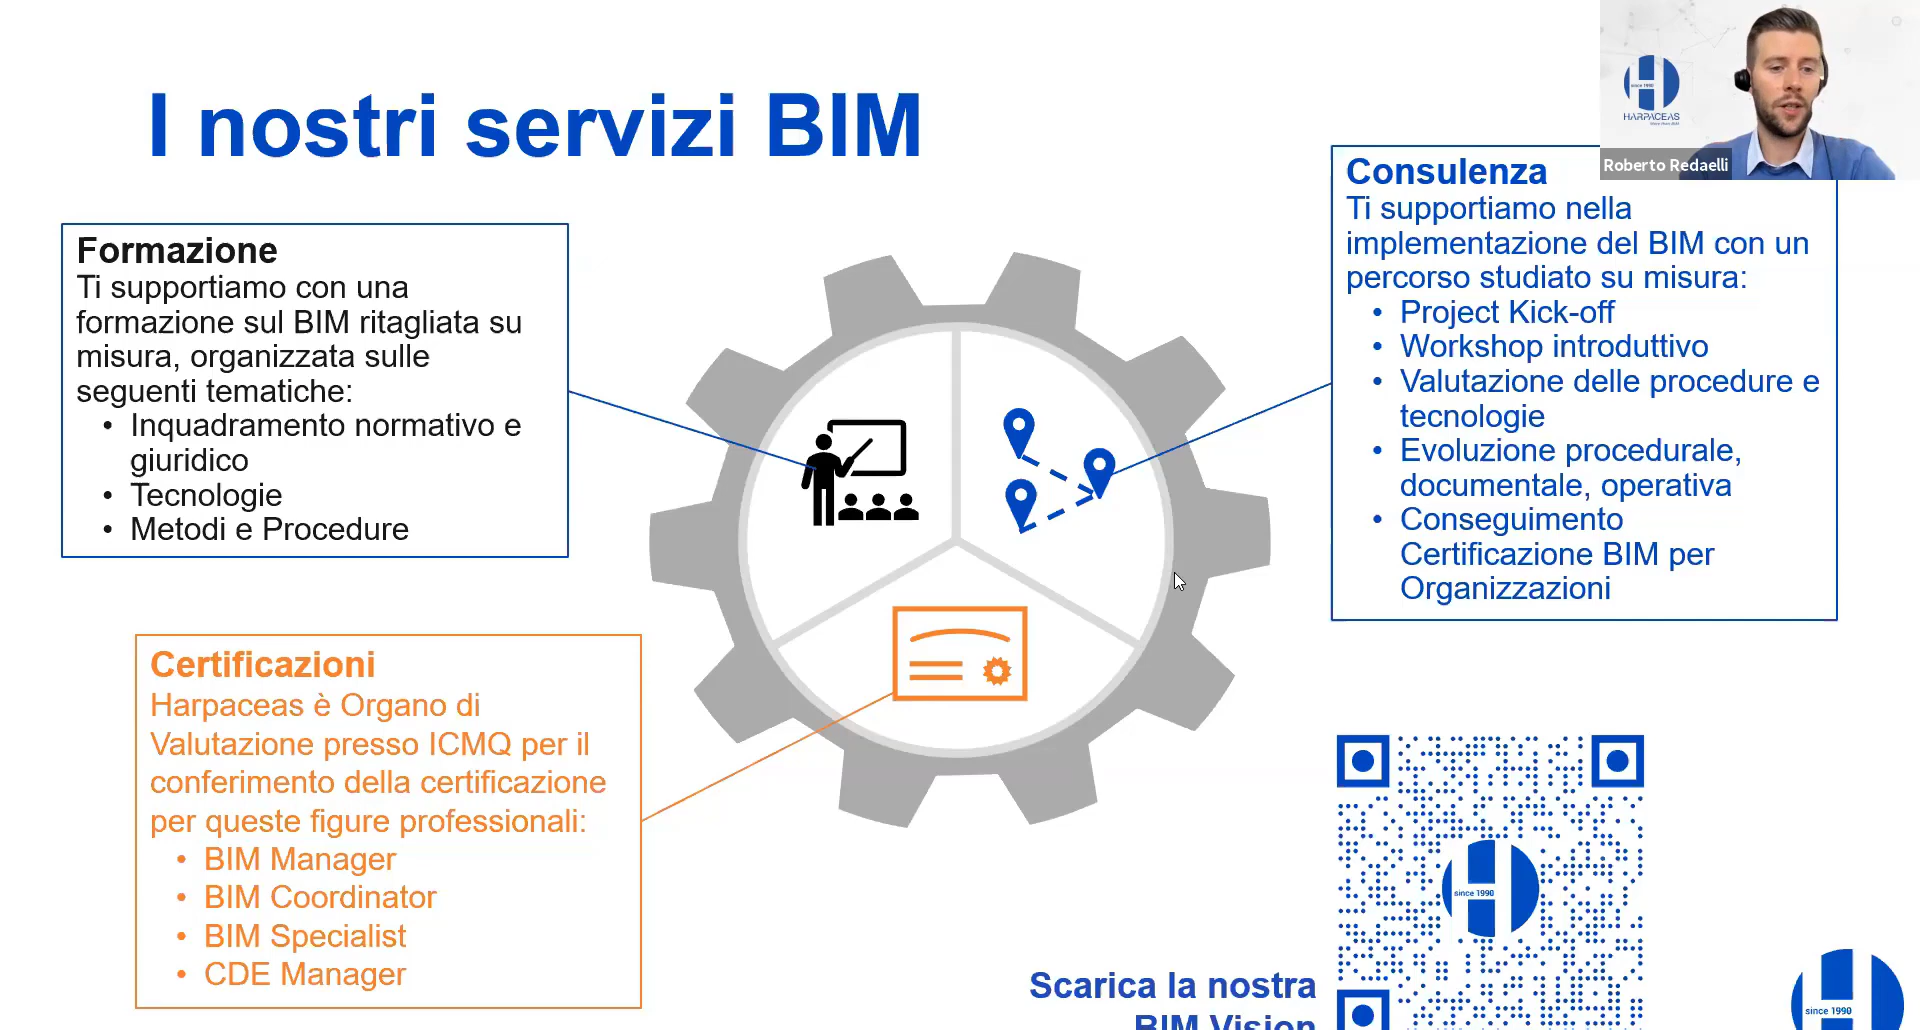 I nostri servizi BIM
since 1990
HARPACEAS
Roberto Redaelli
Formazione
Ti supportiamo con una
formazione sul BIM ritagliata su
misura, organizzata sulle
seguenti tematiche:
• Inquadramento normativo e
giuridico
• Tecnologie
• Metodi e Procedure
Consulenza
Ti supportiamo nella
implementazione del BIM con un
percorso studiato su misura:
• Project Kick-off
• Workshop introduttivo
• Valutazione delle procedure e
tecnologie
• Evoluzione procedurale,
documentale, operativa
• Conseguimento
Certificazione BIM per
Organizzazioni
Certificazioni
Harpaceas è Organo di
Valutazione presso ICMQ per il
conferimento della certificazione
per queste figure professionali:
• BIM Manager
• BIM Coordinator
• BIM Specialist
• CDE Manager
since 1990
Scarica la nostra
BIM Vision
since 1990